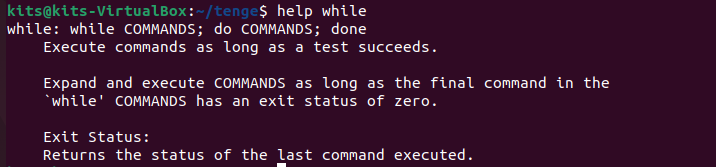 kits@kits-VirtualBox:~/tenge$ help while
while: while COMMANDS; do COMMANDS; done
    Execute commands as long as a test succeeds.

    Expand and execute COMMANDS as long as the final command in the
    `while' COMMANDS has an exit status of zero.

    Exit Status:
    Returns the status of the last command executed.